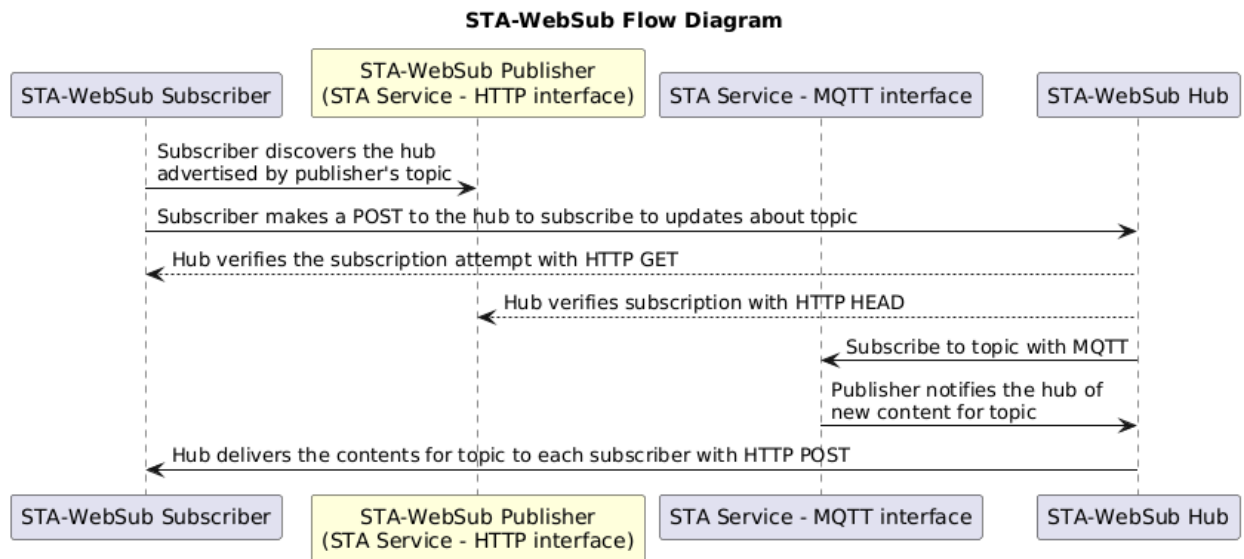 STA-WebSub Flow Diagram
STA-WebSub Subscriber
STA-WebSub Publisher
(STA Service - HTTP interface)
STA Service - MQTT interface
STA-WebSub Hub
Subscriber discovers the hub
advertised by publisher's topic
Subscriber makes a POST to the hub to subscribe to updates about topic
Hub verifies the subscription attempt with HTTP GET
Hub verifies subscription with HTTP HEAD
Subscribe to topic with MQTT
Publisher notifies the hub of
new content for topic
Hub delivers the contents for topic to each subscriber with HTTP POST
STA-WebSub Subscriber
STA-WebSub Publisher
(STA Service - HTTP interface)
STA Service - MQTT interface
STA-WebSub Hub